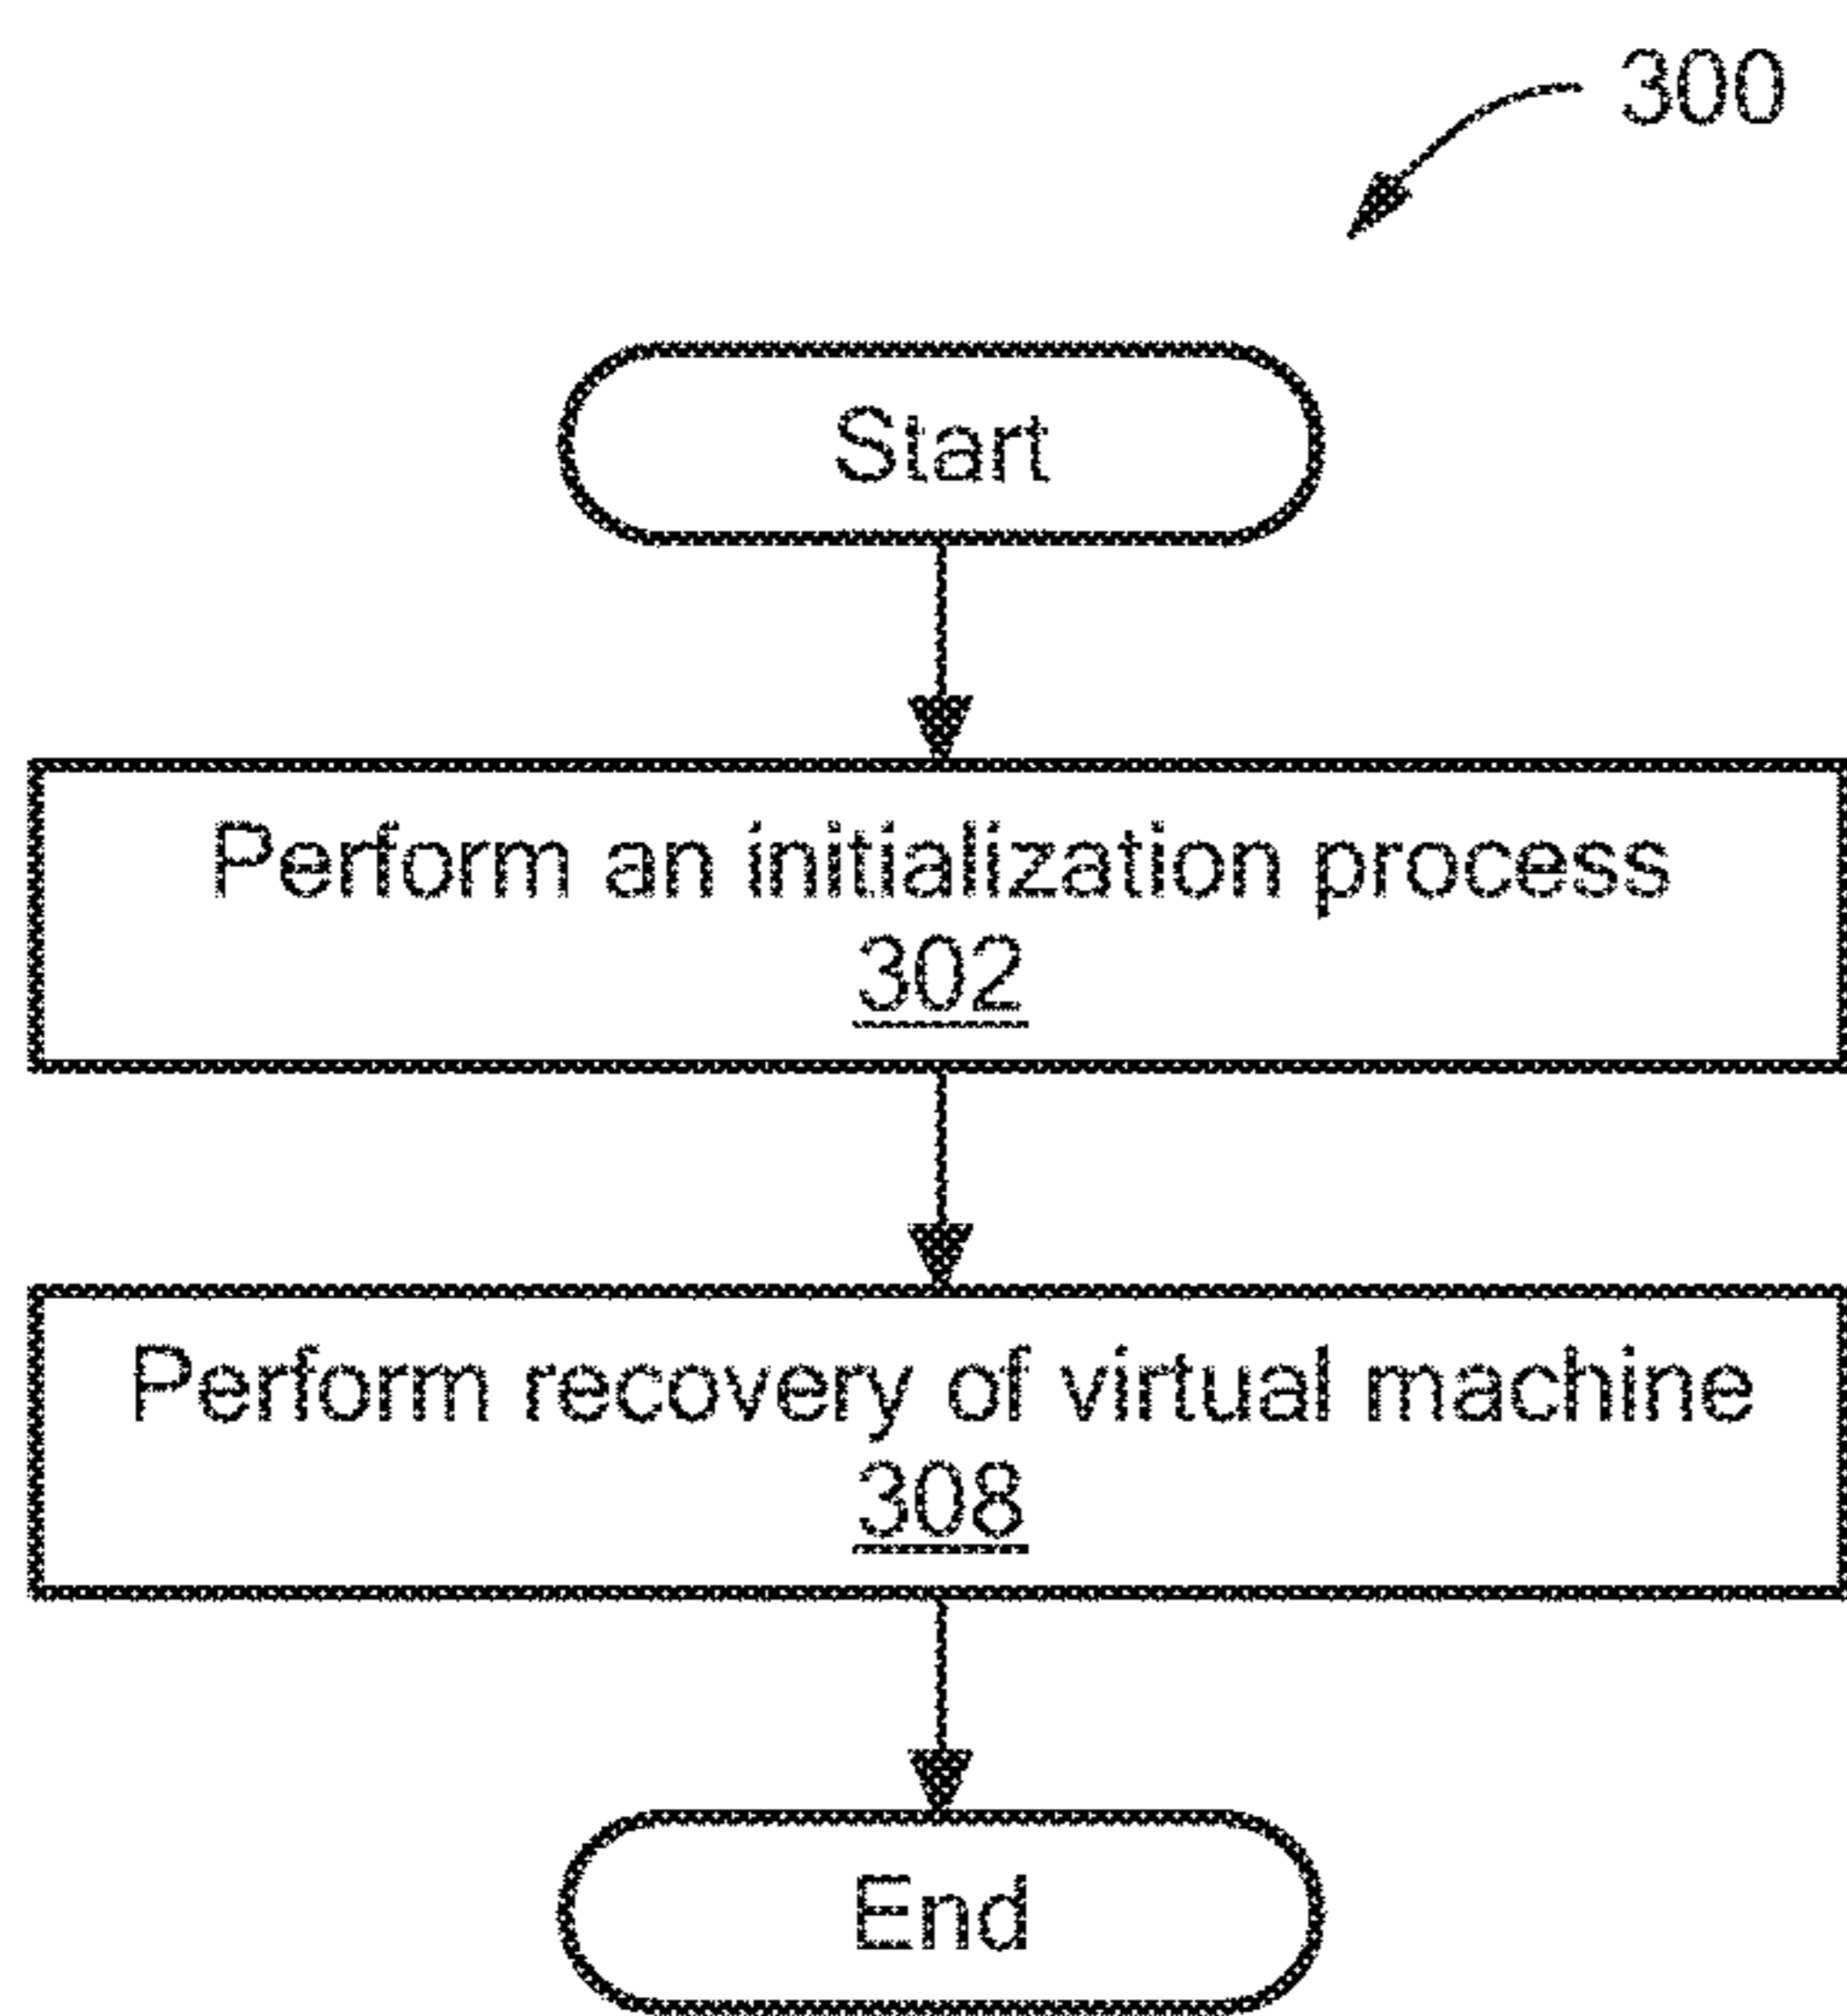 300
Start
Perform an initialization process
302
Perform recovery of virtual machine
308
End